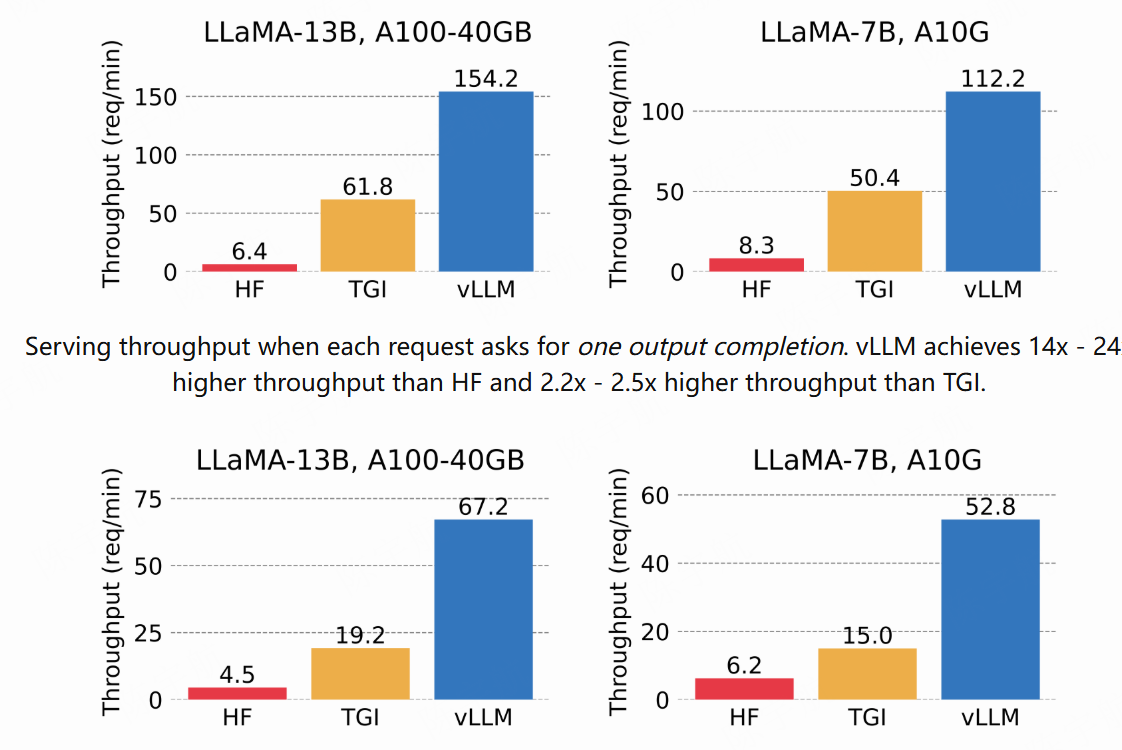 LLaMA-13B, A100-40GB
Throughput (req/min)
150
100
50
0
6.4
61.8
154.2
HF TGI vLLM
LLaMA-7B, A10G
Throughput (req/min)
100
50
0
8.3
50.4
112.2
HF TGI vLLM
Serving throughput when each request asks for one output completion. vLLM achieves 14x - 24
higher throughput than HF and 2.2x - 2.5x higher throughput than TGI.
LLaMA-13B, A100-40GB
Throughput (req/min)
75
50
25
0
4.5
19.2
67.2
HF TGI vLLM
LLaMA-7B, A10G
Throughput (req/min)
60
40
20
0
6.2
15.0
52.8
HF TGI vLLM